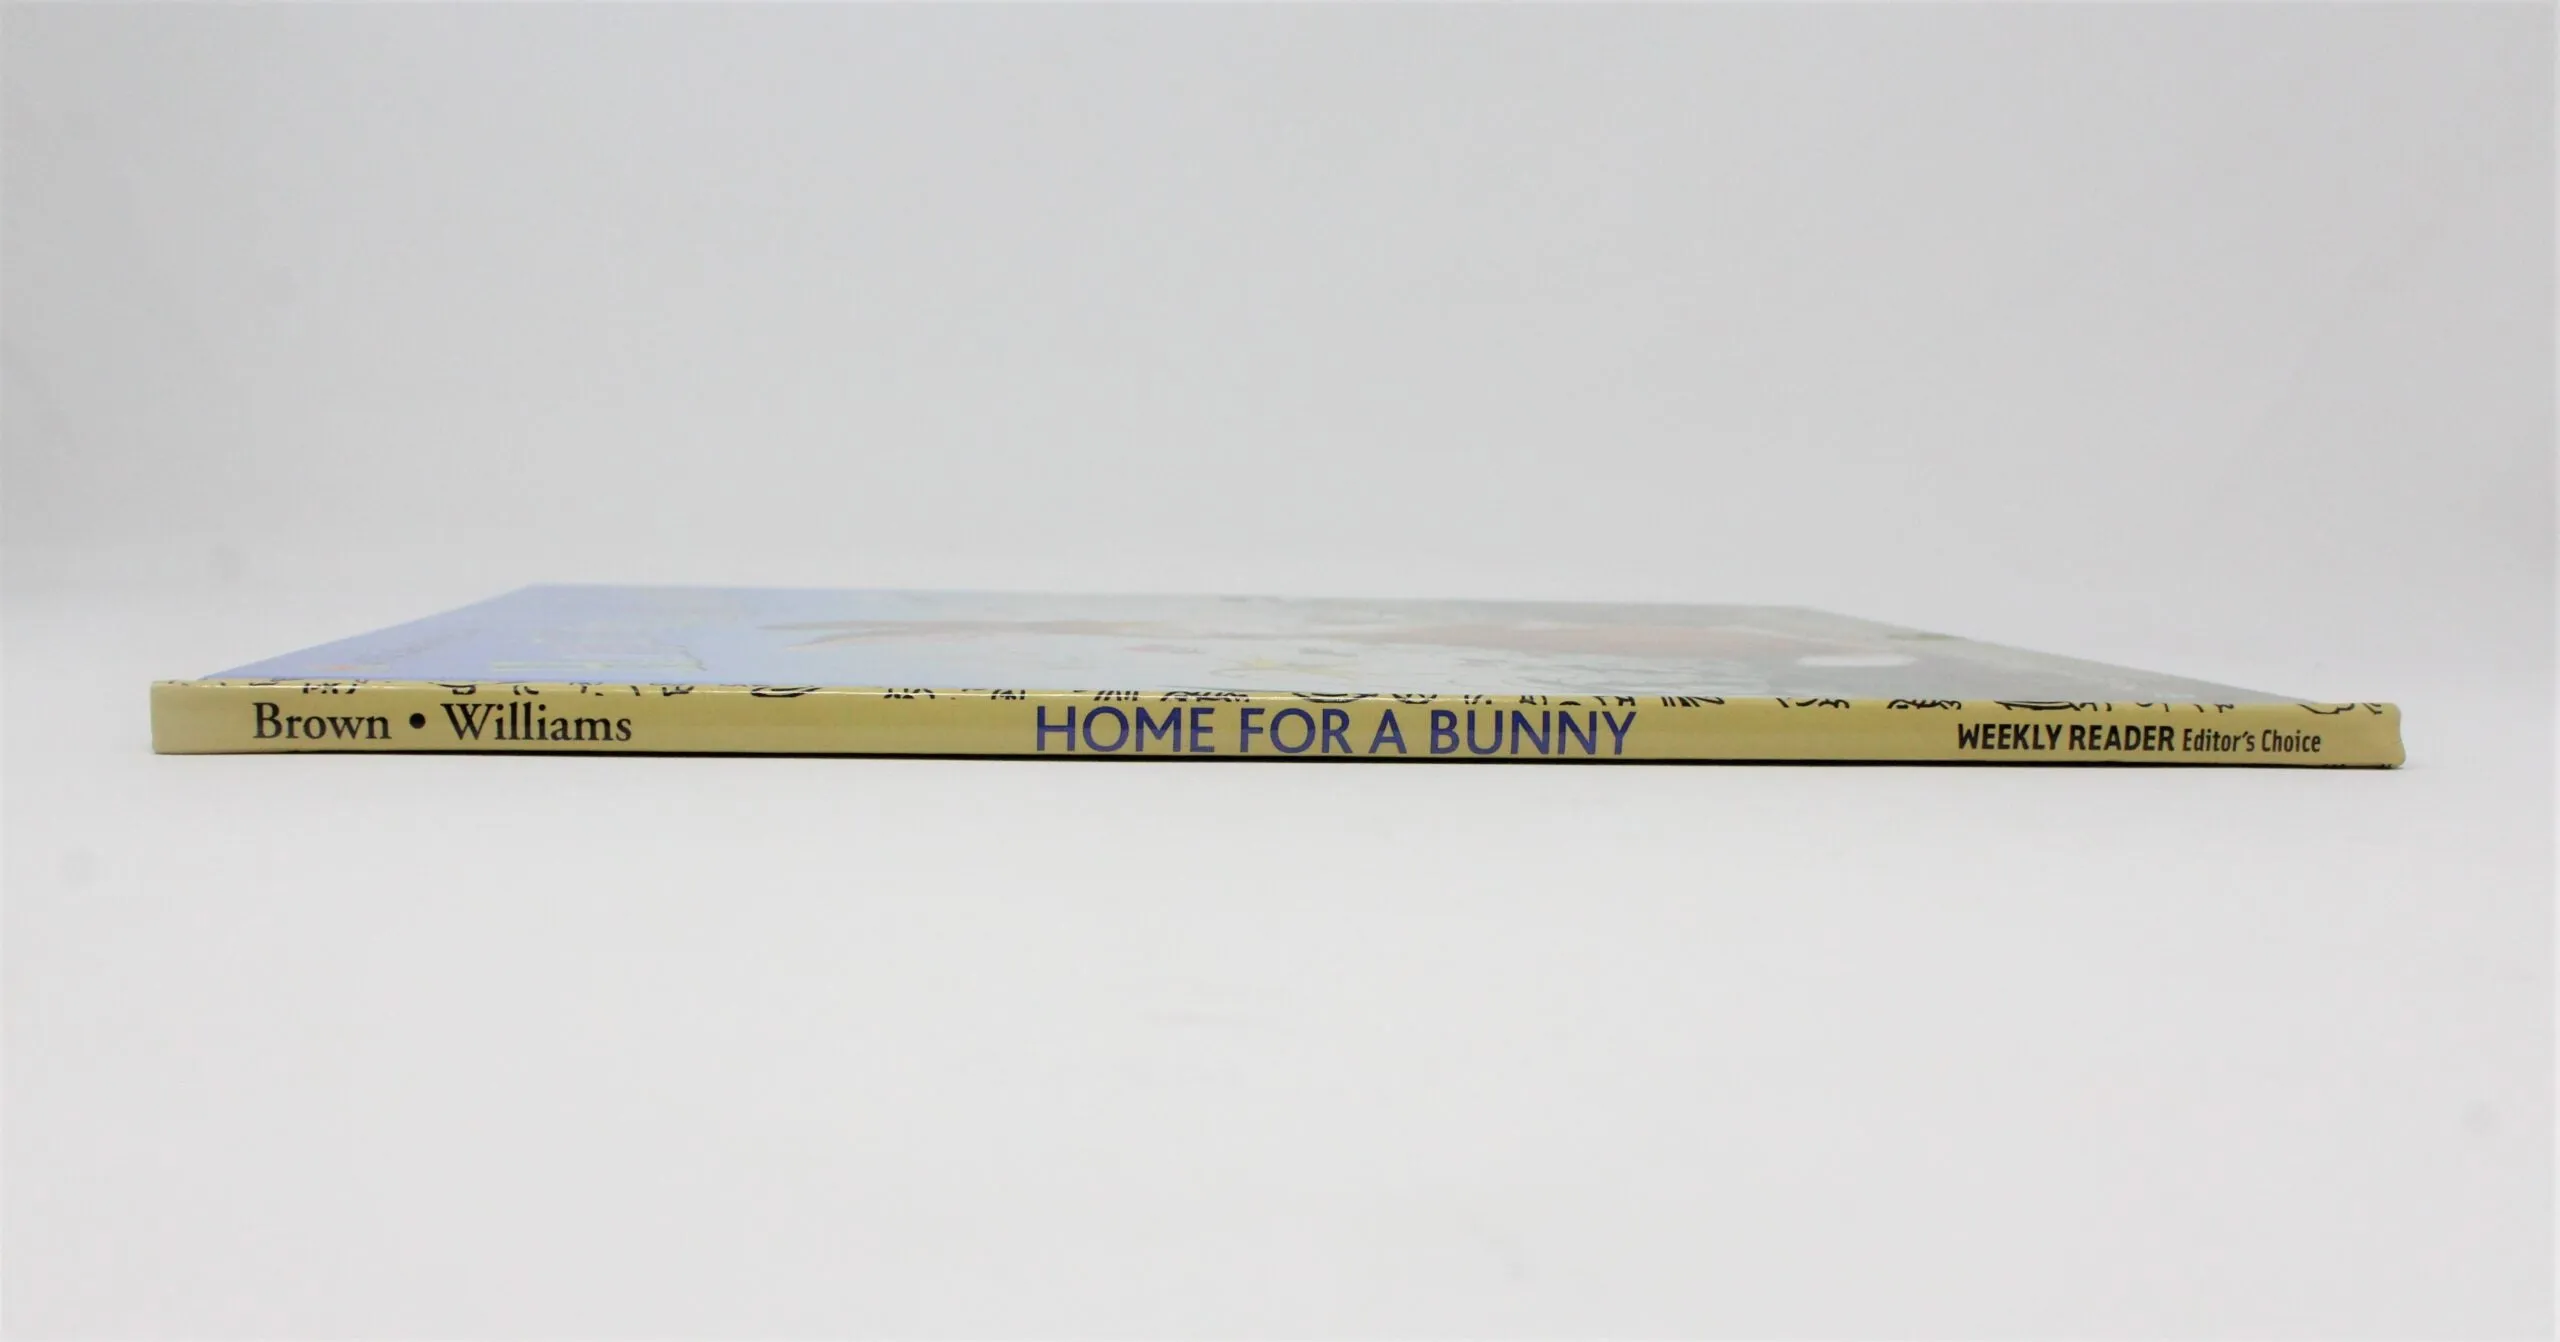 Brown • Williams HOME FOR A BUNNY WEEKLY READER Editor's Choice